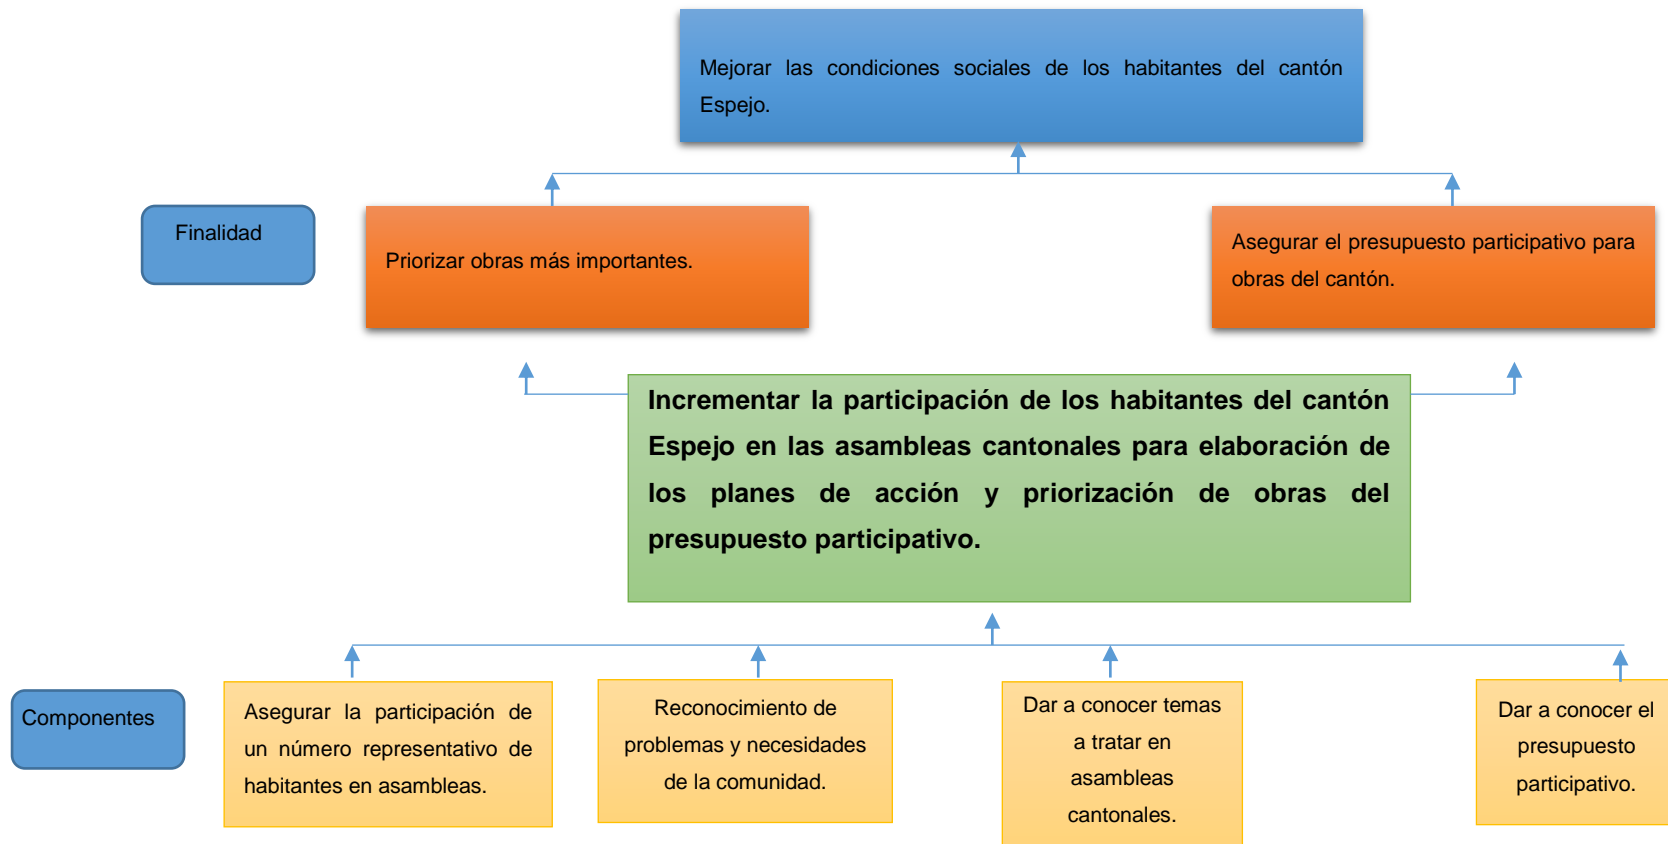 Mejorar las condiciones sociales de los habitantes del cantón
Espejo.
Finalidad
Priorizar obras más importantes.
Asegurar el presupuesto participativo para
obras del cantón.
Incrementar la participación de los habitantes del cantón
Espejo en las asambleas cantonales para elaboración de
los planes de acción y priorización de obras del
presupuesto participativo.
Componentes
Asegurar la participación de
un número representativo de
habitantes en asambleas.
Reconocimiento de
problemas y necesidades
de la comunidad.
Dar a conocer temas
a tratar en
asambleas
cantonales.
Dar a conocer el
presupuesto
participativo.